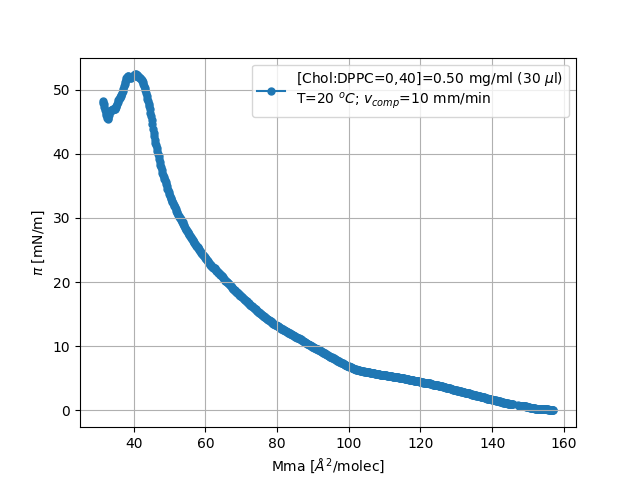 [Chol:DPPC=0,40]=0.50 mg/ml (30 μl)
T=20 °C; v_comp=10 mm/min
50
40
30
20
10
0
π [mN/m]
40 60 80 100 120 140 160
Mma [Å²/molec]